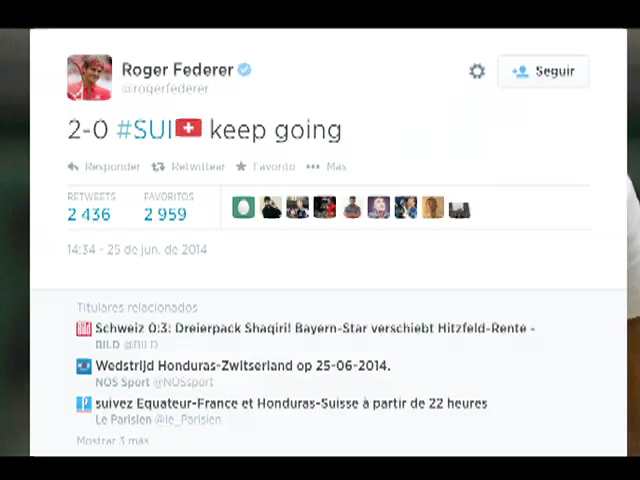 Roger Federer
@rogerfederer
Seguir
2-0 #SUI keep going
Responder Retwittear Favorito Más
RETWEETS FAVORITOS
2 436 2 959
14:34 - 25 de jun. de 2014
Titulares relacionados
Schweiz 0:3: Dreierpack Shaqiri! Bayern-Star verschiebt Hitzfeld-Rente -
BILD @BILD
Wedstrijd Honduras-Zwitserland op 25-06-2014.
NOS Sport @NOSsport
suivez Equateur-France et Honduras-Suisse à partir de 22 heures
Le Parisien @le_Parisien
Mostrar 3 más